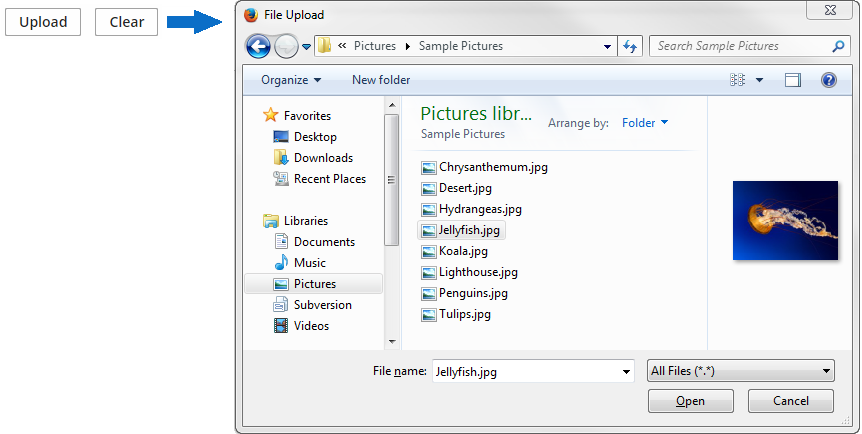 Upload Clear
File Upload
« Pictures Sample Pictures Search Sample Pictures
Organize New folder
Favorites
Desktop
Downloads
Recent Places
Libraries
Documents
Music
Pictures
Subversion
Videos
Pictures libr...
Sample Pictures
Arrange by: Folder
Chrysanthemum.jpg
Desert.jpg
Hydrangeas.jpg
Jellyfish.jpg
Koala.jpg
Lighthouse.jpg
Penguins.jpg
Tulips.jpg
File name: Jellyfish.jpg All Files (*.*)
Open Cancel